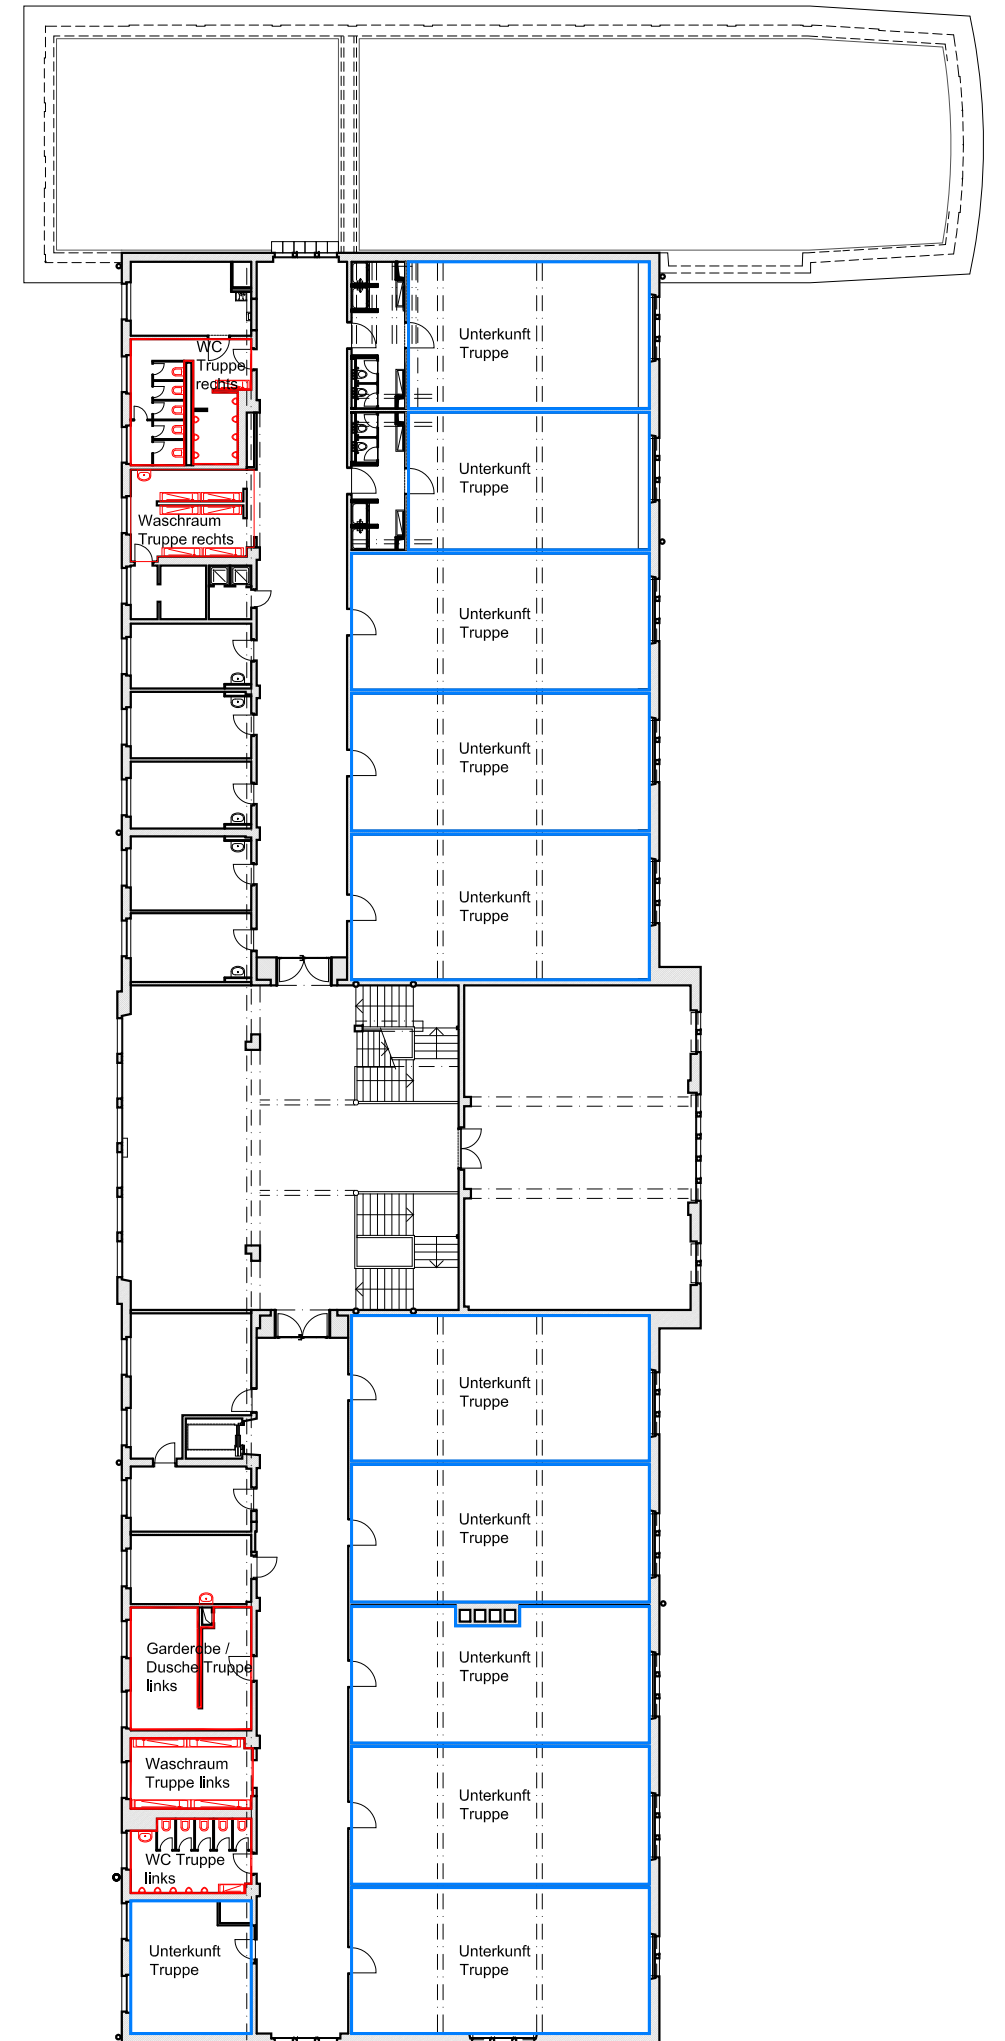 Unterkunft
Truppe
WC
Truppe
rechts
Unterkunft
Truppe
Waschraum
Truppe rechts
Unterkunft
Truppe
Unterkunft
Truppe
Unterkunft
Truppe
Unterkunft
Truppe
Unterkunft
Truppe
Garderobe /
Dusche Truppe
links
Unterkunft
Truppe
Waschraum
Truppe links
Unterkunft
Truppe
WC Truppe
links
Unterkunft
Truppe
Unterkunft
Truppe